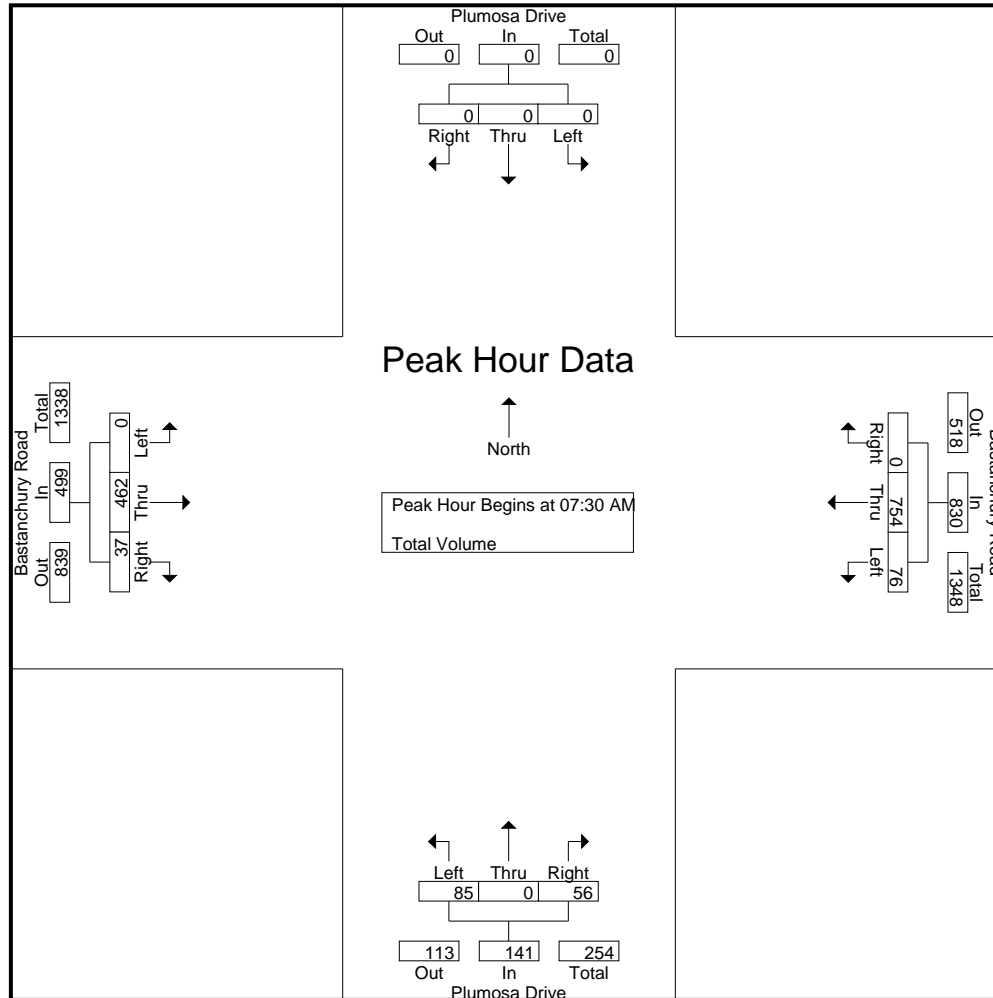 Plumosa Drive
Out In Total
0 0 0
0 0 0
Right Thru Left
Peak Hour Data
North
Peak Hour Begins at 07:30 AM
Total Volume
Bastanchury Road
Total In Out
1338 499 839
0 462 37
Left Thru Right
Right Thru Left
0 754 76
518 830 1348
Out In Total
Road
Left Thru Right
85 0 56
113 141 254
Out In Total
Plumosa Drive